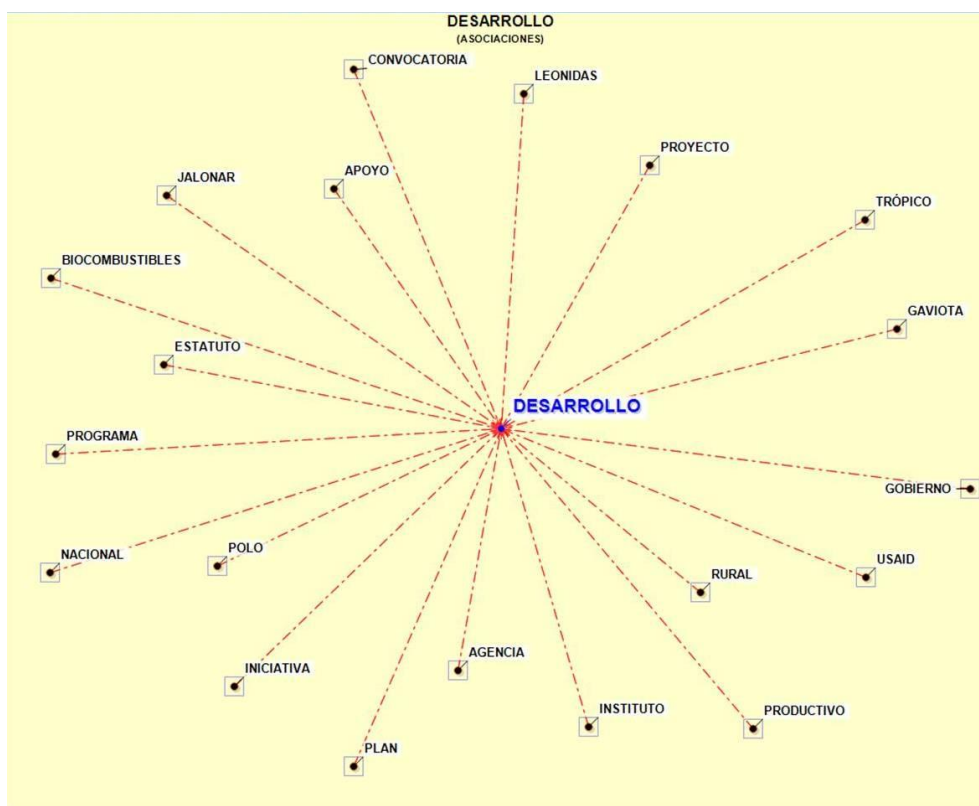 DESARROLLO
(ASOCIACIONES)
CONVOCATORIA
LEONIDAS
PROYECTO
APOYO
JALONAR
TRÓPICO
BIOCOMBUSTIBLES
GAVIOTA
ESTATUTO
DESARROLLO
PROGRAMA
GOBIERNO
NACIONAL
POLO
USAID
RURAL
AGENCIA
INICIATIVA
INSTITUTO
PRODUCTIVO
PLAN